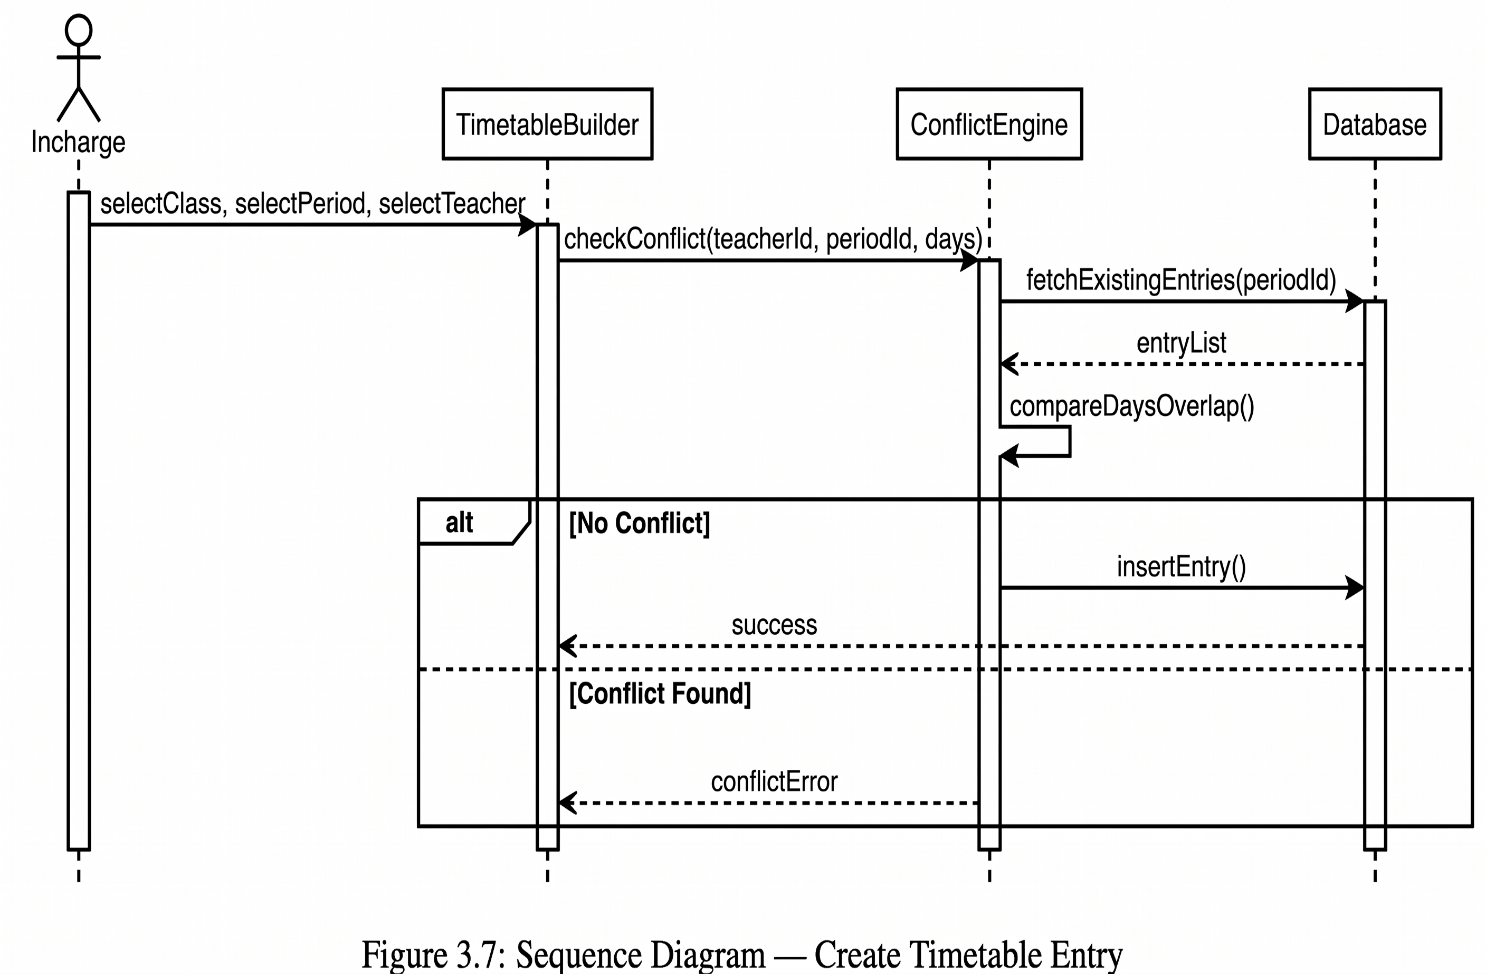 Incharge
TimetableBuilder
ConflictEngine
Database
selectClass, selectPeriod, selectTeacher
checkConflict(teacherId, periodId, days)
fetchExistingEntries(periodId)
entryList
compareDaysOverlap()
alt
[No Conflict]
insertEntry()
success
[Conflict Found]
conflictError
Figure 3.7: Sequence Diagram — Create Timetable Entry